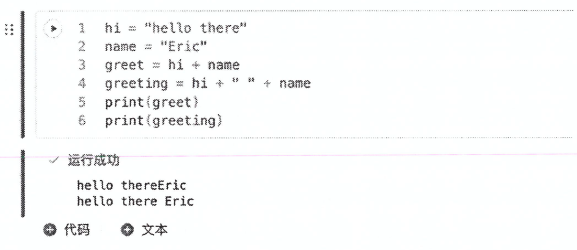 1 hi = "hello there"
2 name = "Eric"
3 greet = hi + name
4 greeting = hi + " " + name
5 print(greet)
6 print(greeting)
运行成功
hello thereEric
hello there Eric
代码 文本